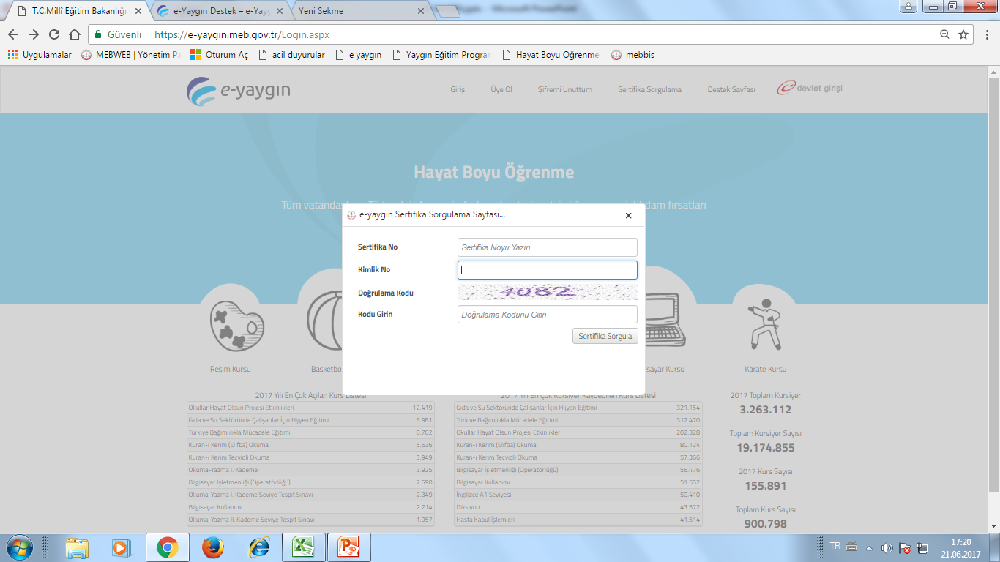 T.C.Millî Eğitim Bakanlığı
e-Yaygın Destek – e-Yayg
Yeni Sekme
Güvenli
https://e-yaygin.meb.gov.tr/Login.aspx
Uygulamalar
MEBWEB | Yönetim Pa
Oturum Aç
acil duyurular
e yaygın
Yaygın Eğitim Program
Hayat Boyu Öğrenme
mebbis
e-yaygın
Giriş
Üye Ol
Şifremi Unuttum
Sertifika Sorgulama
Destek Sayfası
devlet girişi
Hayat Boyu Öğrenme
e-yaygin Sertifika Sorgulama Sayfası...
Sertifika No
Sertifika Noyu Yazın
Kimlik No
Doğrulama Kodu
4082
Kodu Girin
Doğrulama Kodunu Girin
Sertifika Sorgula
Resim Kursu
Basketbo
isayar Kursu
Karate Kursu
2017 Yılı En Çok Açılan Kurs Listesi
Okullar Hayat Olsun Projesi Etkinlikleri 12.419
Gıda ve Su Sektöründe Çalışanlar İçin Hijyen Eğitimi 8.981
Türkiye Bağımlılıkla Mücadele Eğitimi 8.702
Kuran-ı Kerim (Elifba) Okuma 5.536
Kuran-ı Kerim Tecvidli Okuma 3.949
Okuma-Yazma I. Kademe 3.925
Bilgisayar İşletmenliği (Operatörlüğü) 2.690
Okuma-Yazma I. Kademe Seviye Tespit Sınavı 2.349
Bilgisayar Kullanımı 2.214
Okuma-Yazma II. Kademe Seviye Tespit Sınavı 1.957
2017 Yılı En Çok Kursiyer Kaydedilen Kurs Listesi
Gıda ve Su Sektöründe Çalışanlar İçin Hijyen Eğitimi 321.154
Türkiye Bağımlılıkla Mücadele Eğitimi 312.470
Okullar Hayat Olsun Projesi Etkinlikleri 202.328
Kuran-ı Kerim (Elifba) Okuma 80.124
Kuran-ı Kerim Tecvidli Okuma 57.366
Bilgisayar İşletmenliği (Operatörlüğü) 56.476
Bilgisayar Kullanımı 51.552
İngilizce A1 Seviyesi 50.410
Diksiyon 43.572
Hasta Kabul İşlemleri 41.514
2017 Toplam Kursiyer
3.263.112
Toplam Kursiyer Sayısı
19.174.855
2017 Kurs Sayısı
155.891
Toplam Kurs Sayısı
900.798
TR
17:20
21.06.2017